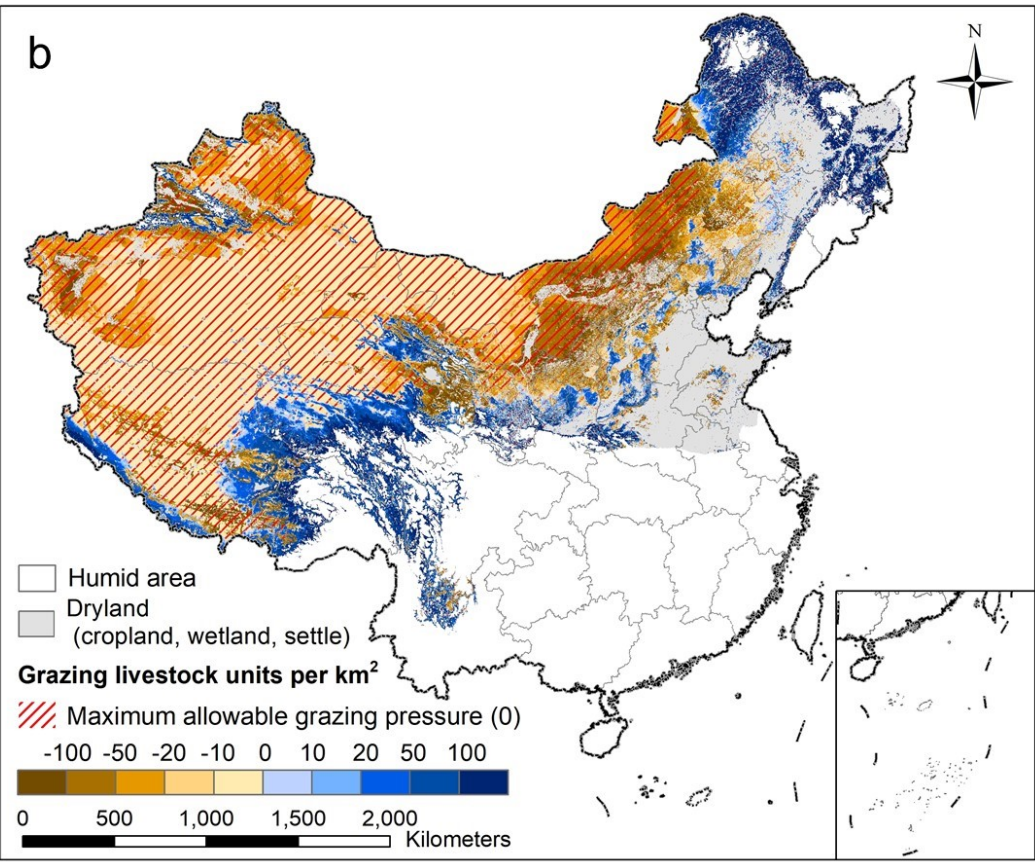 b
N
Humid area
Dryland
(cropland, wetland, settle)
Grazing livestock units per km²
Maximum allowable grazing pressure (0)
-100 -50 -20 -10 0 10 20 50 100
0 500 1,000 1,500 2,000
Kilometers